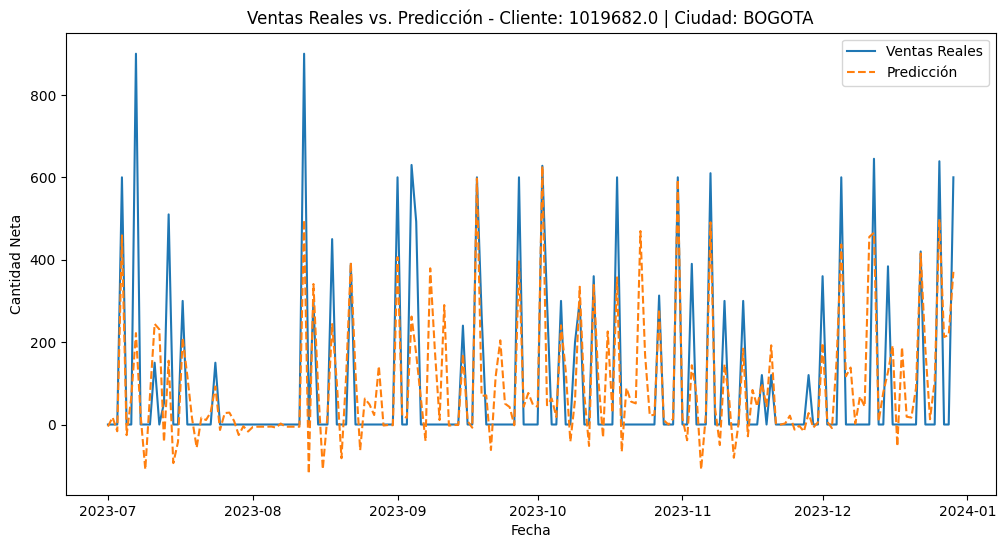 Ventas Reales vs. Predicción - Cliente: 1019682.0 | Ciudad: BOGOTA
Ventas Reales
Predicción
Cantidad Neta
800
600
400
200
0
2023-07
2023-08
2023-09
2023-10
2023-11
2023-12
2024-01
Fecha